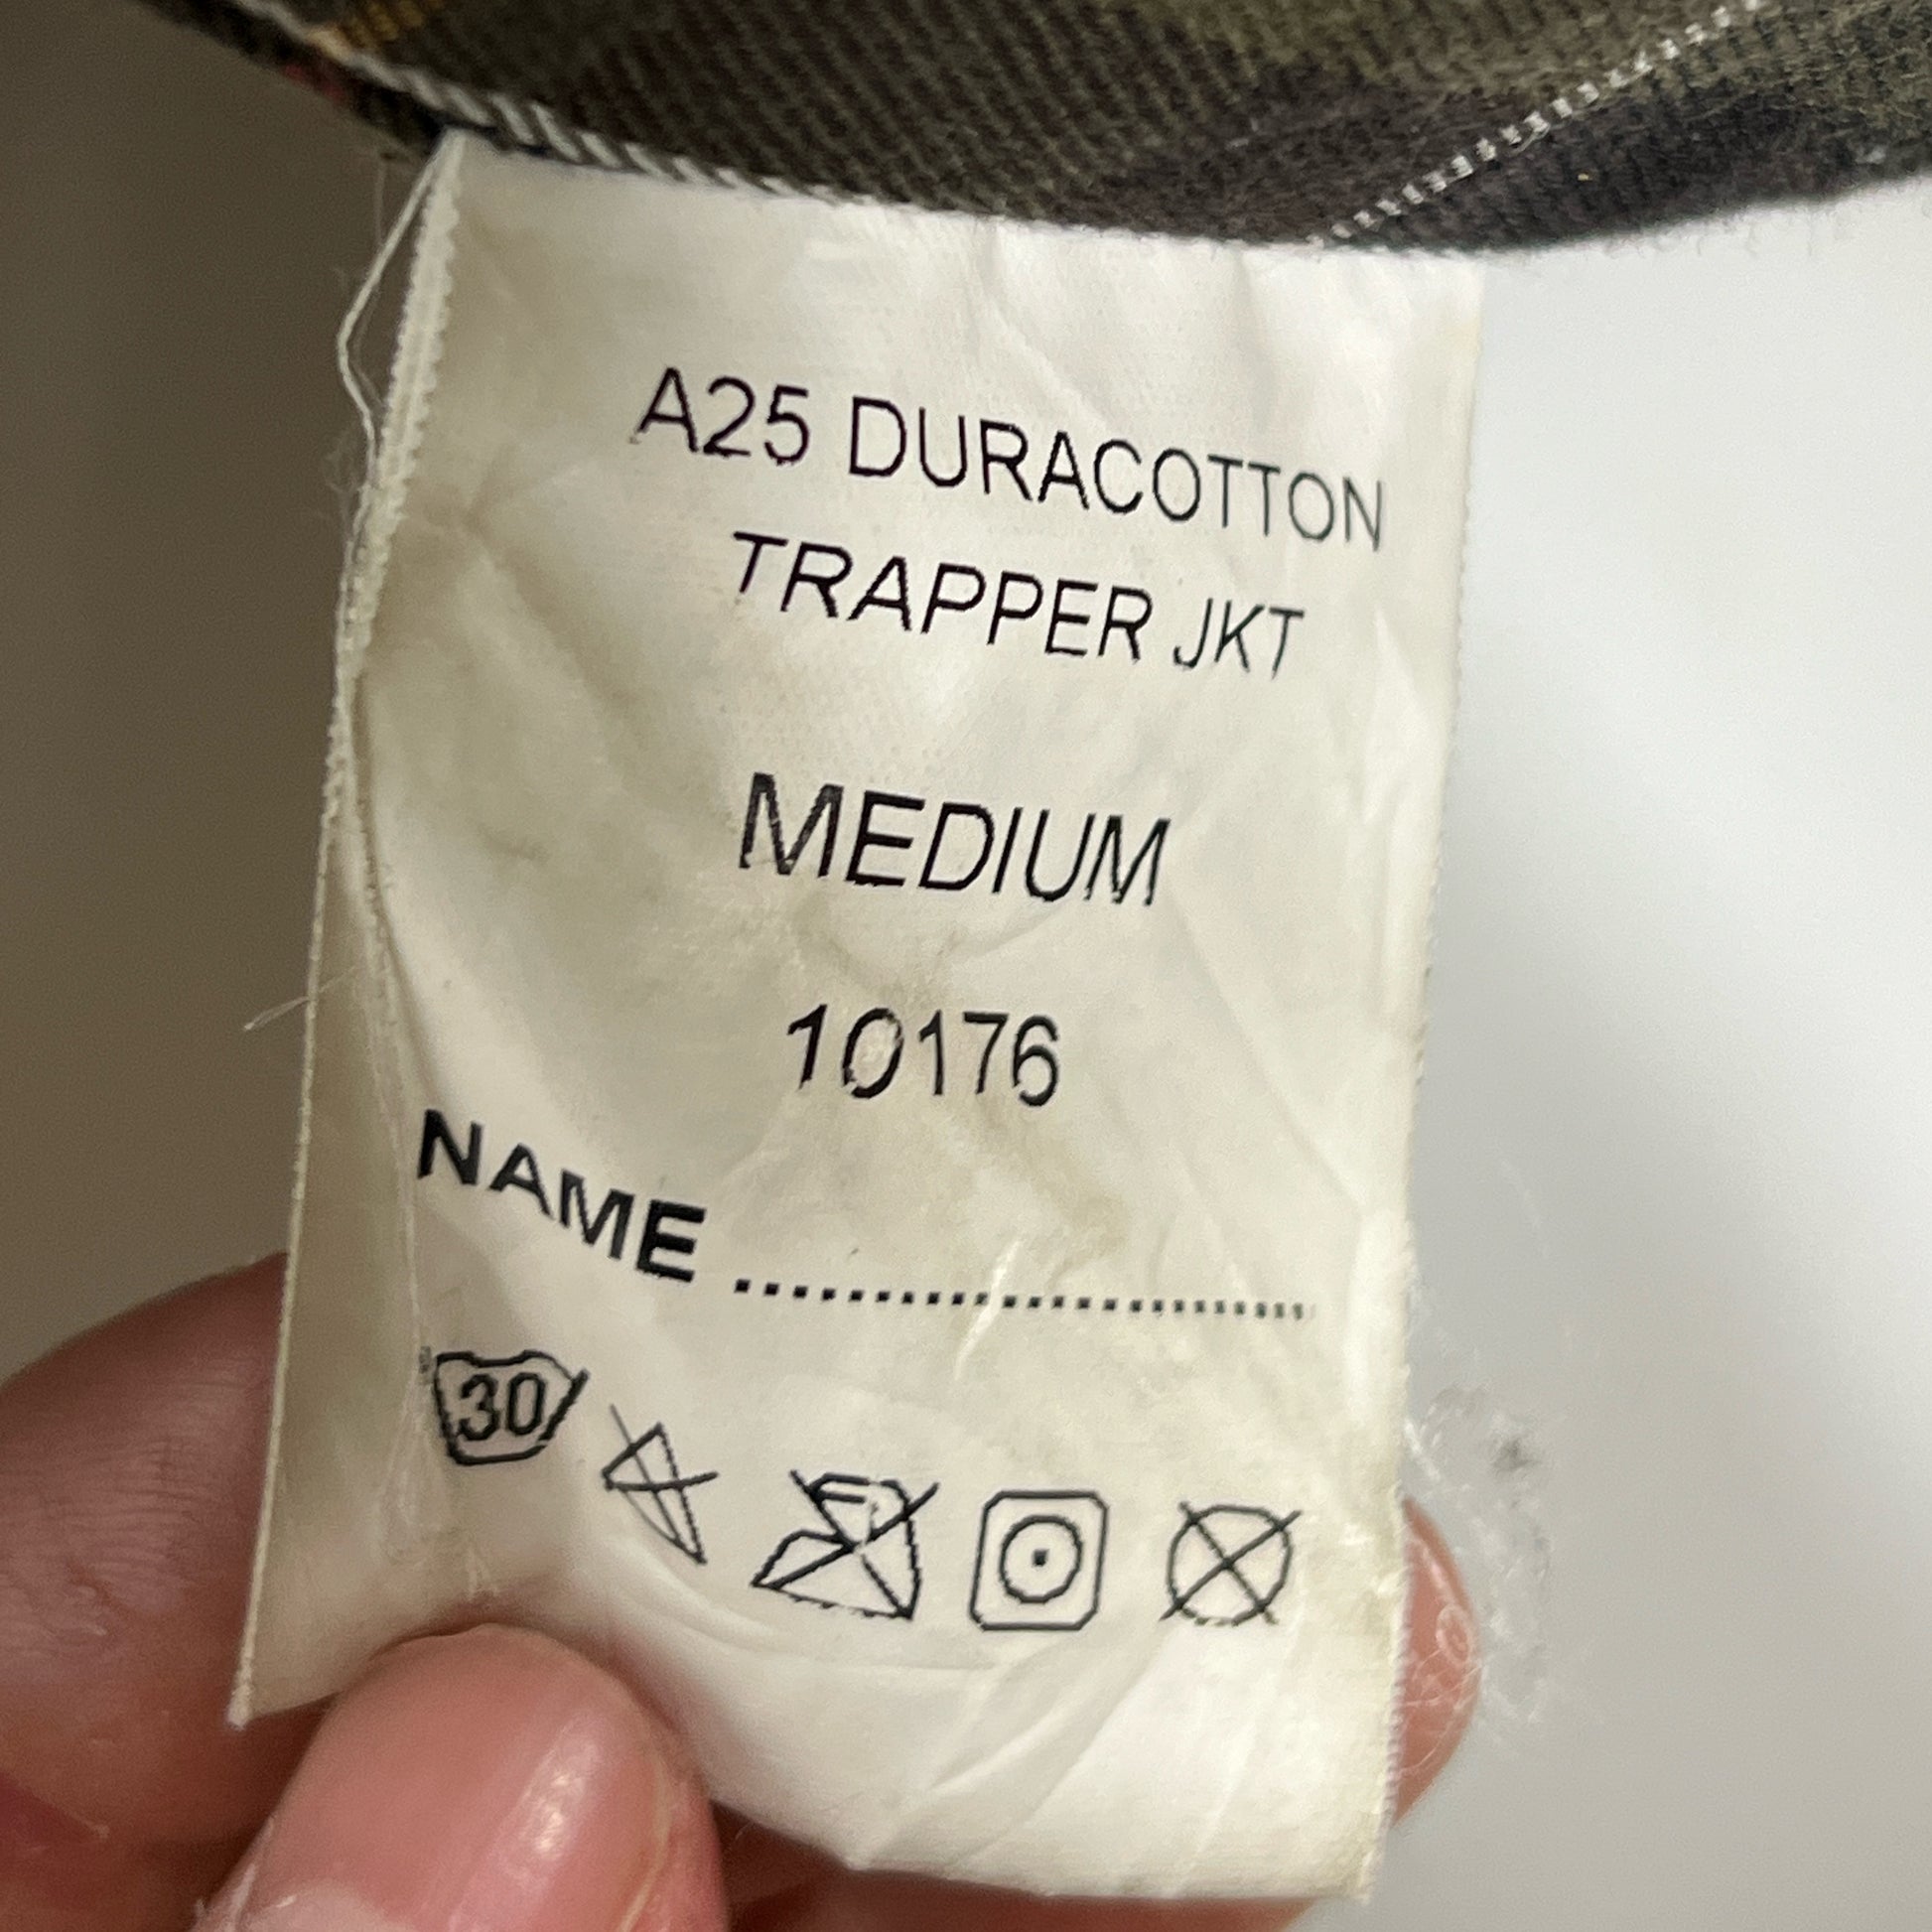 A25 DURACOTTON
TRAPPER JKT
MEDIUM
10176
NAME ........................
30